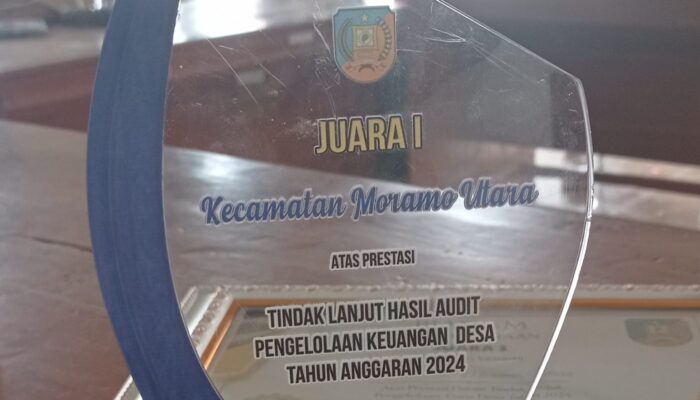 JUARA I
Kecamatan Moramo Utara
ATAS PRESTASI
TINDAK LANJUT HASIL AUDIT
PENGELOLAAN KEUANGAN DESA
TAHUN ANGGARAN 2024